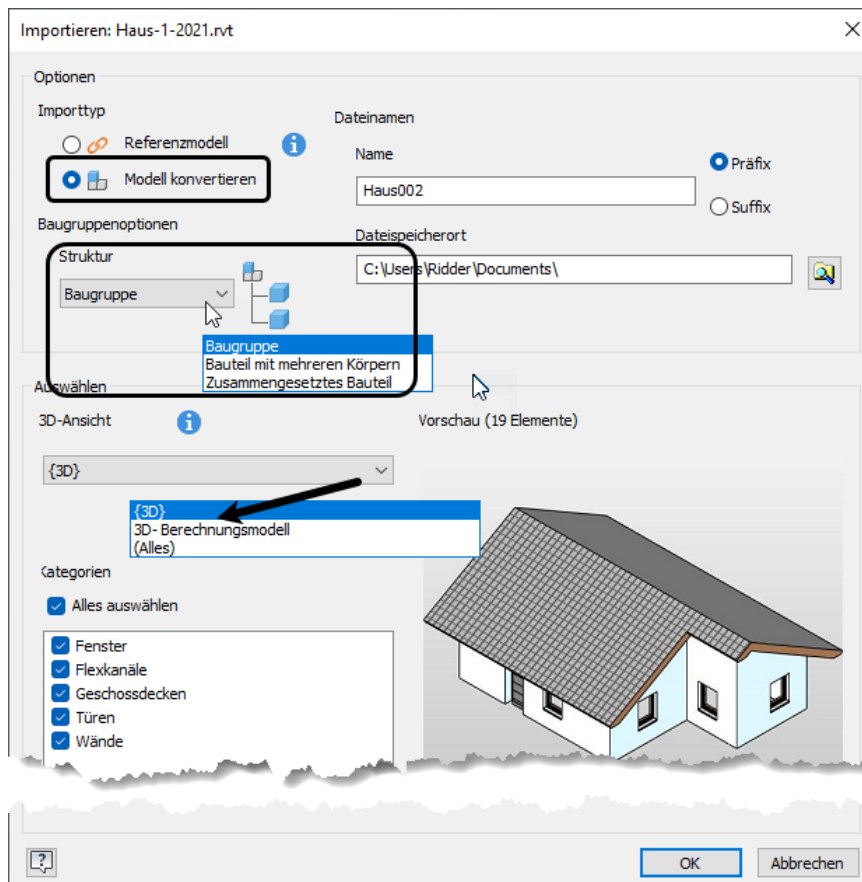 Importieren: Haus-1-2021.rvt
Optionen
Importtyp
Referenzmodell
Modell konvertieren
Dateinamen
Name
Haus002
Präfix
Suffix
Dateispeicherort
C:\Users\Ridder\Documents\
Baugruppenoptionen
Struktur
Baugruppe
Baugruppe
Bauteil mit mehreren Körpern
Zusammengesetztes Bauteil
Auswählen
3D-Ansicht
Vorschau (19 Elemente)
{3D}
{3D}
3D- Berechnungsmodell
(Alles)
Kategorien
Alles auswählen
Fenster
Flexkanäle
Geschossdecken
Türen
Wände
OK
Abbrechen